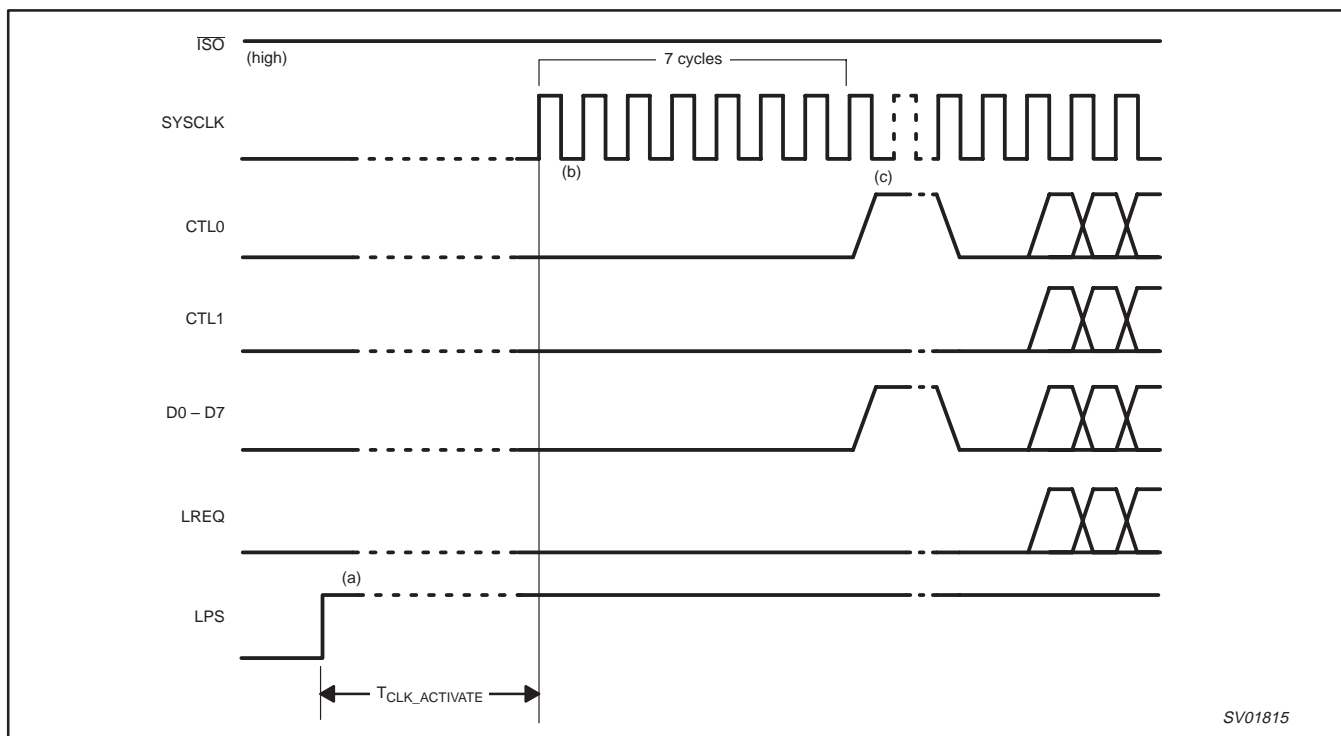 ISO
(high)
7 cycles
SYSCLK
(b)
(c)
CTL0
CTL1
D0 – D7
LREQ
(a)
LPS
TCLK_ACTIVATE
SV01815